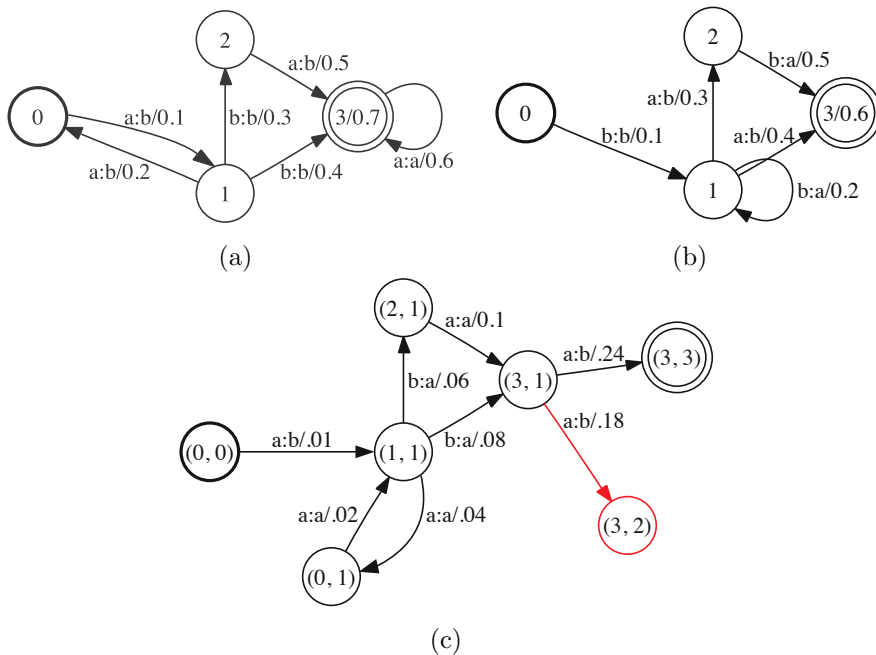 2
a:b/0.5
0
a:b/0.1
b:b/0.3
3/0.7
a:b/0.2
b:b/0.4
a:a/0.6
1
(a)
2
b:a/0.5
0
a:b/0.3
3/0.6
b:b/0.1
a:b/0.4
1
b:a/0.2
(b)
(2, 1)
a:a/0.1
b:a/.06
(3, 1)
a:b/.24
(3, 3)
a:b/.18
(0, 0)
a:b/.01
(1, 1)
b:a/.08
a:a/.02
a:a/.04
(3, 2)
(0, 1)
(c)